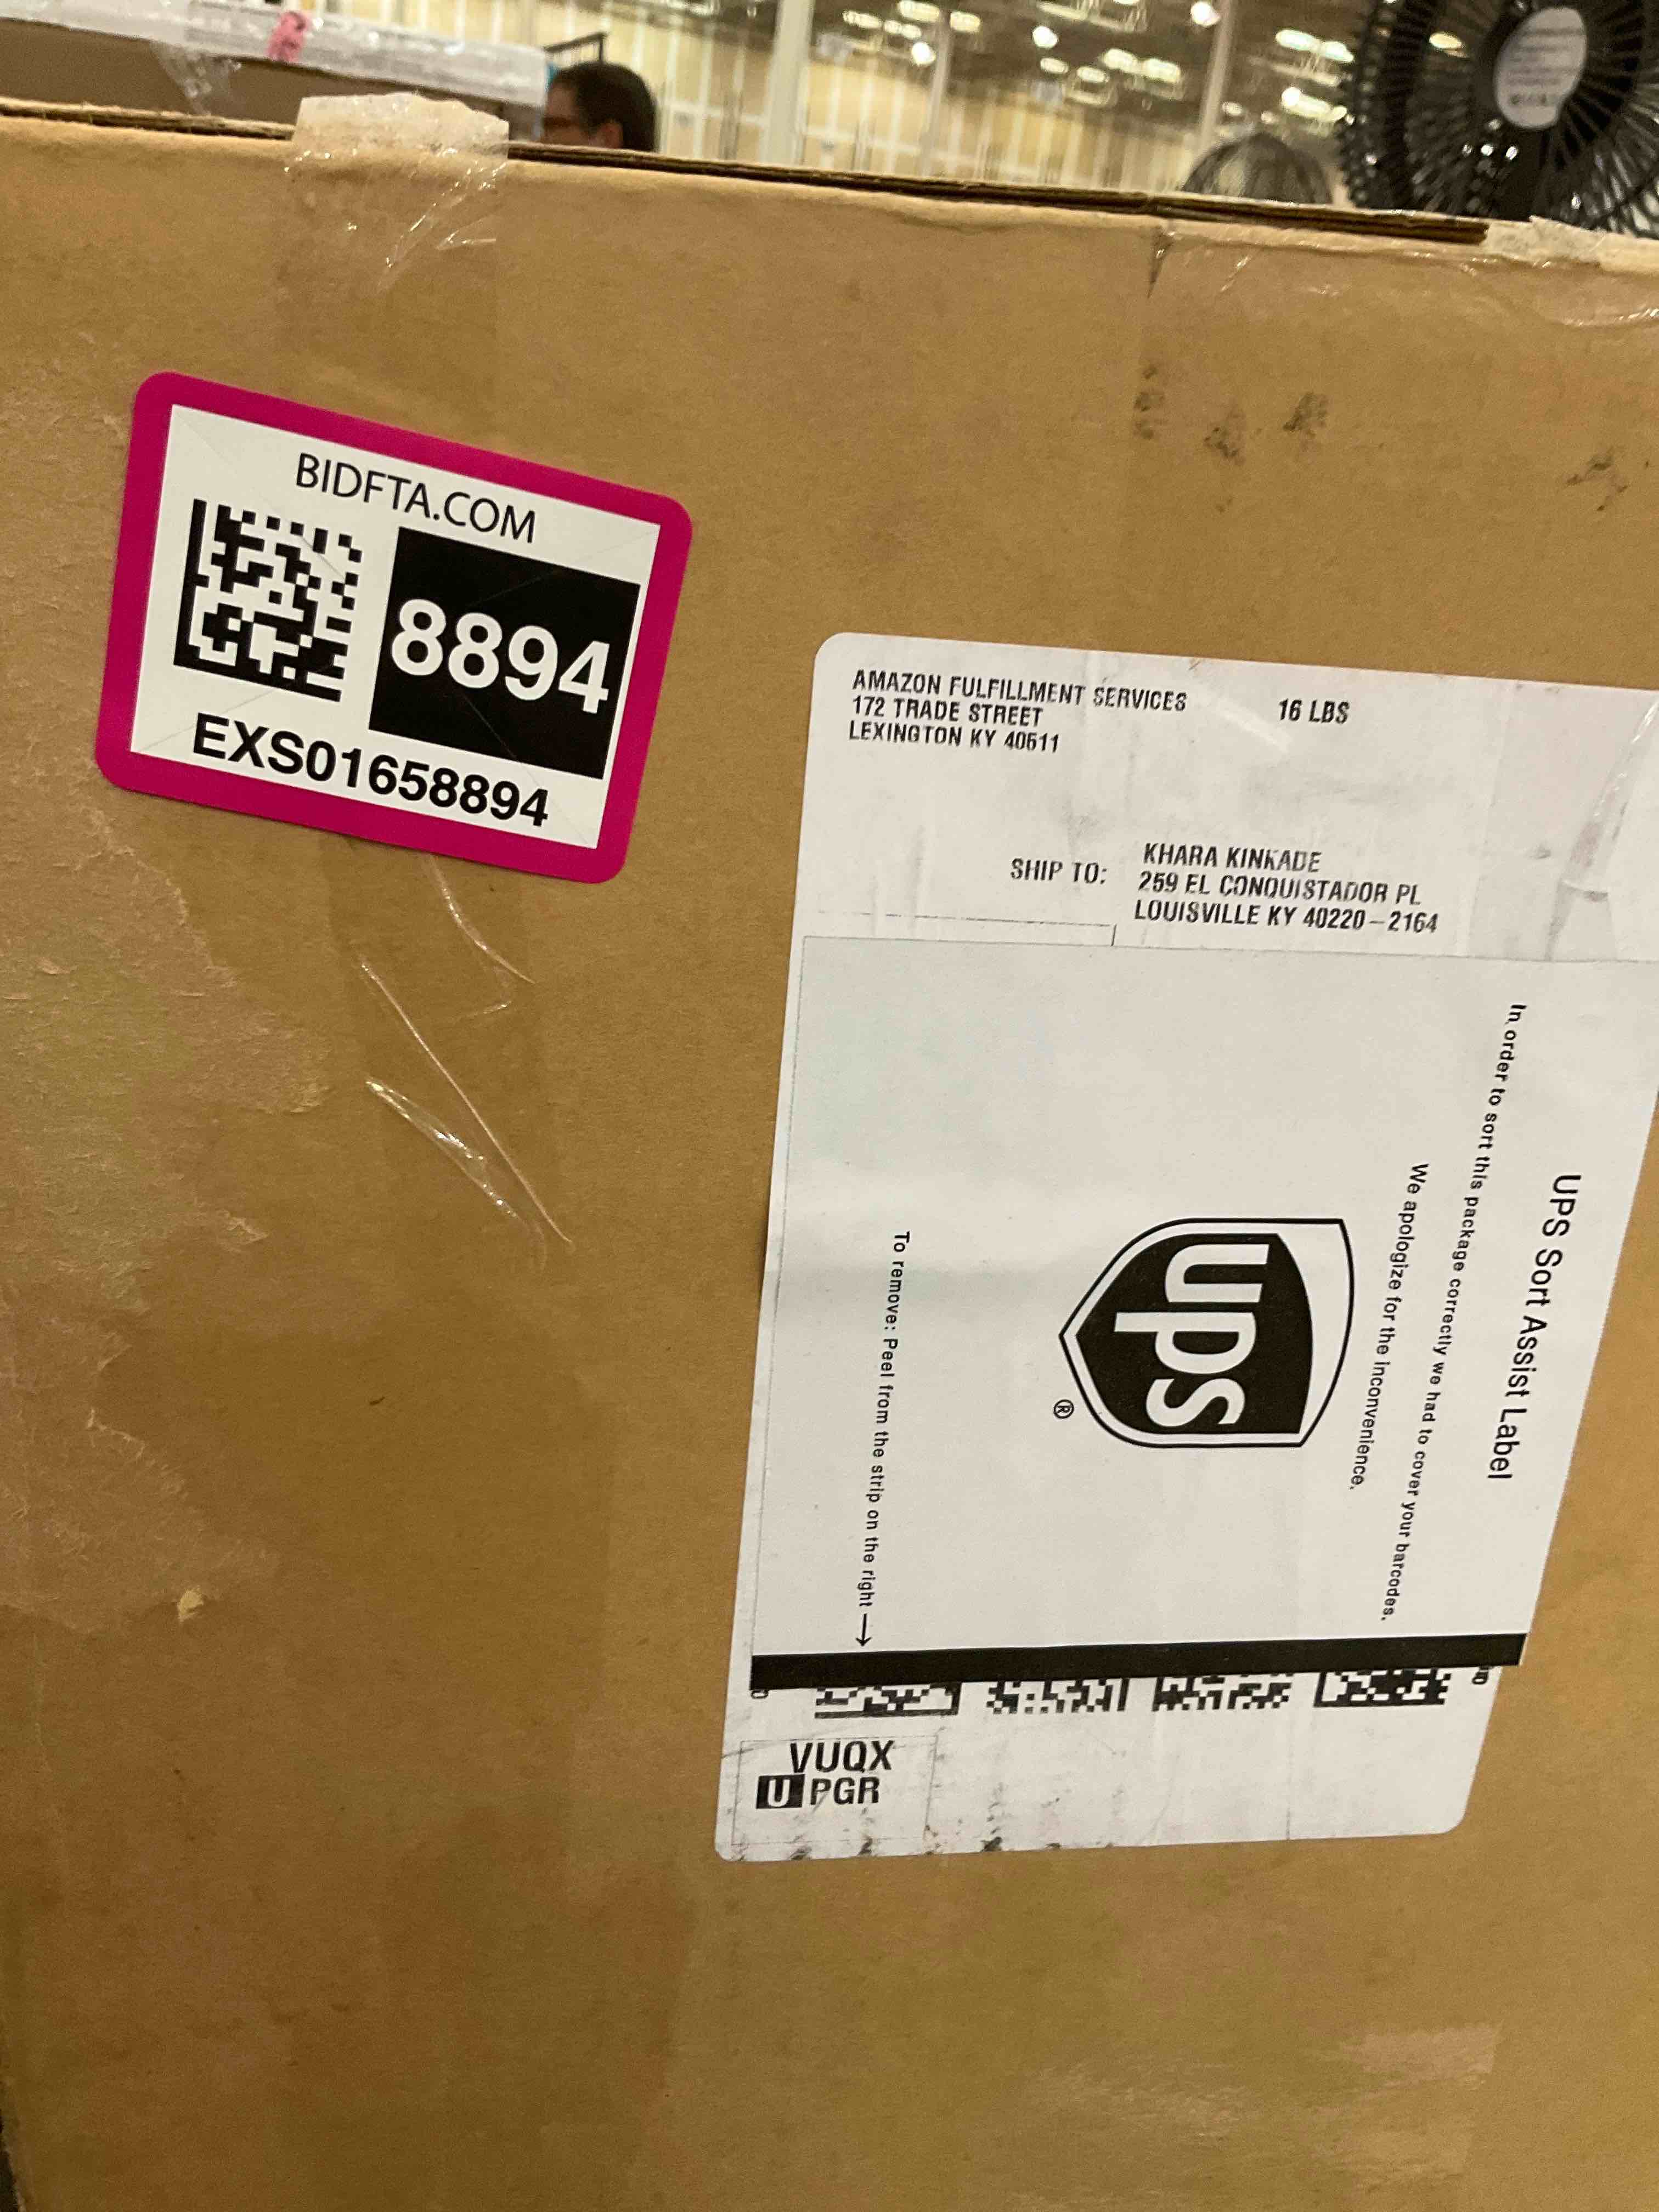 BIDFTA.COM
8894
EXS01658894
AMAZON FULFILLMENT SERVICES
172 TRADE STREET
LEXINGTON KY 40511
16 LBS
SHIP TO:
KHARA KINKADE
259 EL CONQUISTADOR PL
LOUISVILLE KY 40220-2164
UPS Sort Assist Label
In order to sort this package correctly we had to cover your barcodes.
We apologize for the inconvenience.
ups
®
To remove: Peel from the strip on the right →
VUQX
U PGR